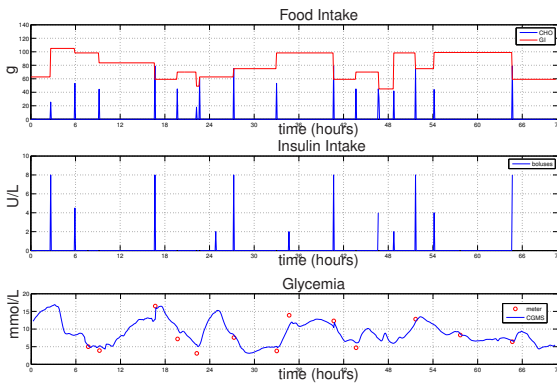 Food Intake
140
120
100
80
60
40
20
0
g
CHO
GI
0 6 12 18 24 30 36 42 48 54 60 66 7
time (hours)
Insulin Intake
10
8
6
4
2
0
U/L
boluses
0 6 12 18 24 30 36 42 48 54 60 66 7
time (hours)
Glycemia
20
15
10
5
0
mmol/L
meter
CGMS
0 6 12 18 24 30 36 42 48 54 60 66 7
time (hours)